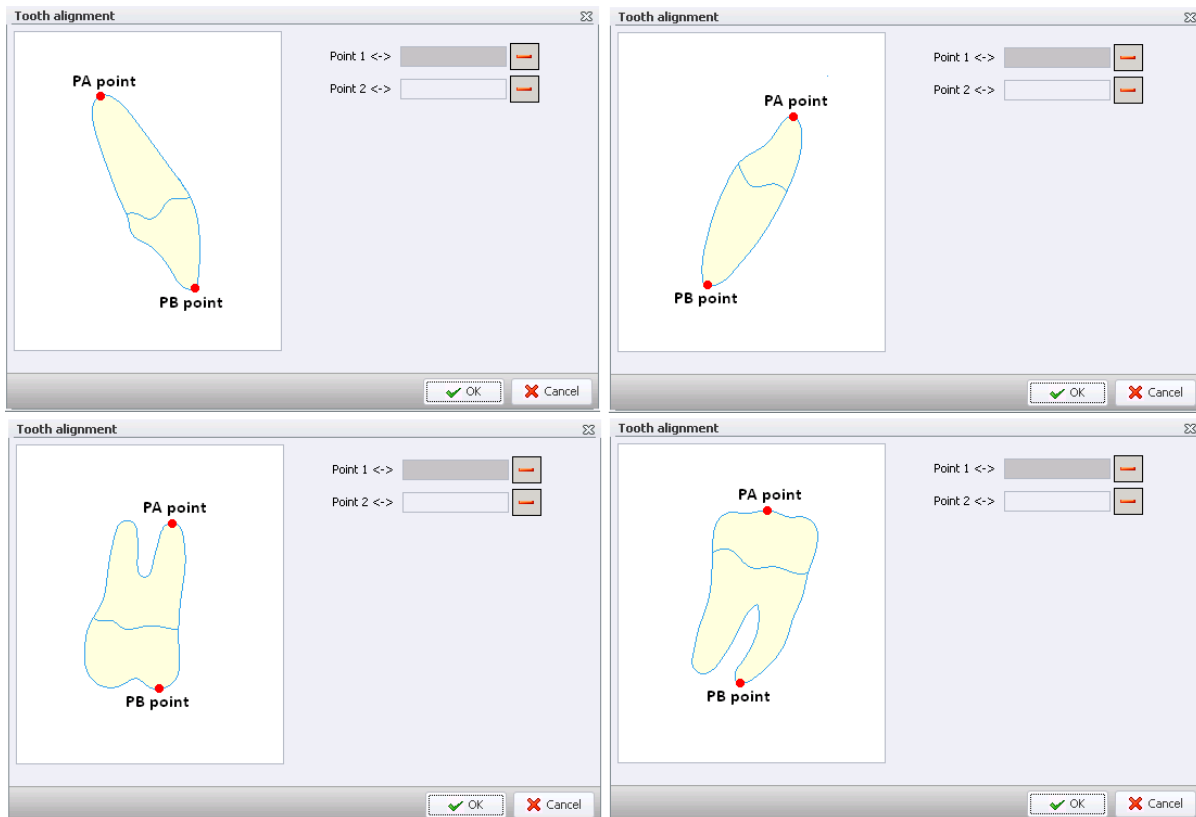 Tooth alignment
Point 1 <->
Point 2 <->
PA point
PB point
OK
Cancel
Tooth alignment
Point 1 <->
Point 2 <->
PA point
PB point
OK
Cancel
Tooth alignment
Point 1 <->
Point 2 <->
PA point
PB point
OK
Cancel
Tooth alignment
Point 1 <->
Point 2 <->
PA point
PB point
OK
Cancel